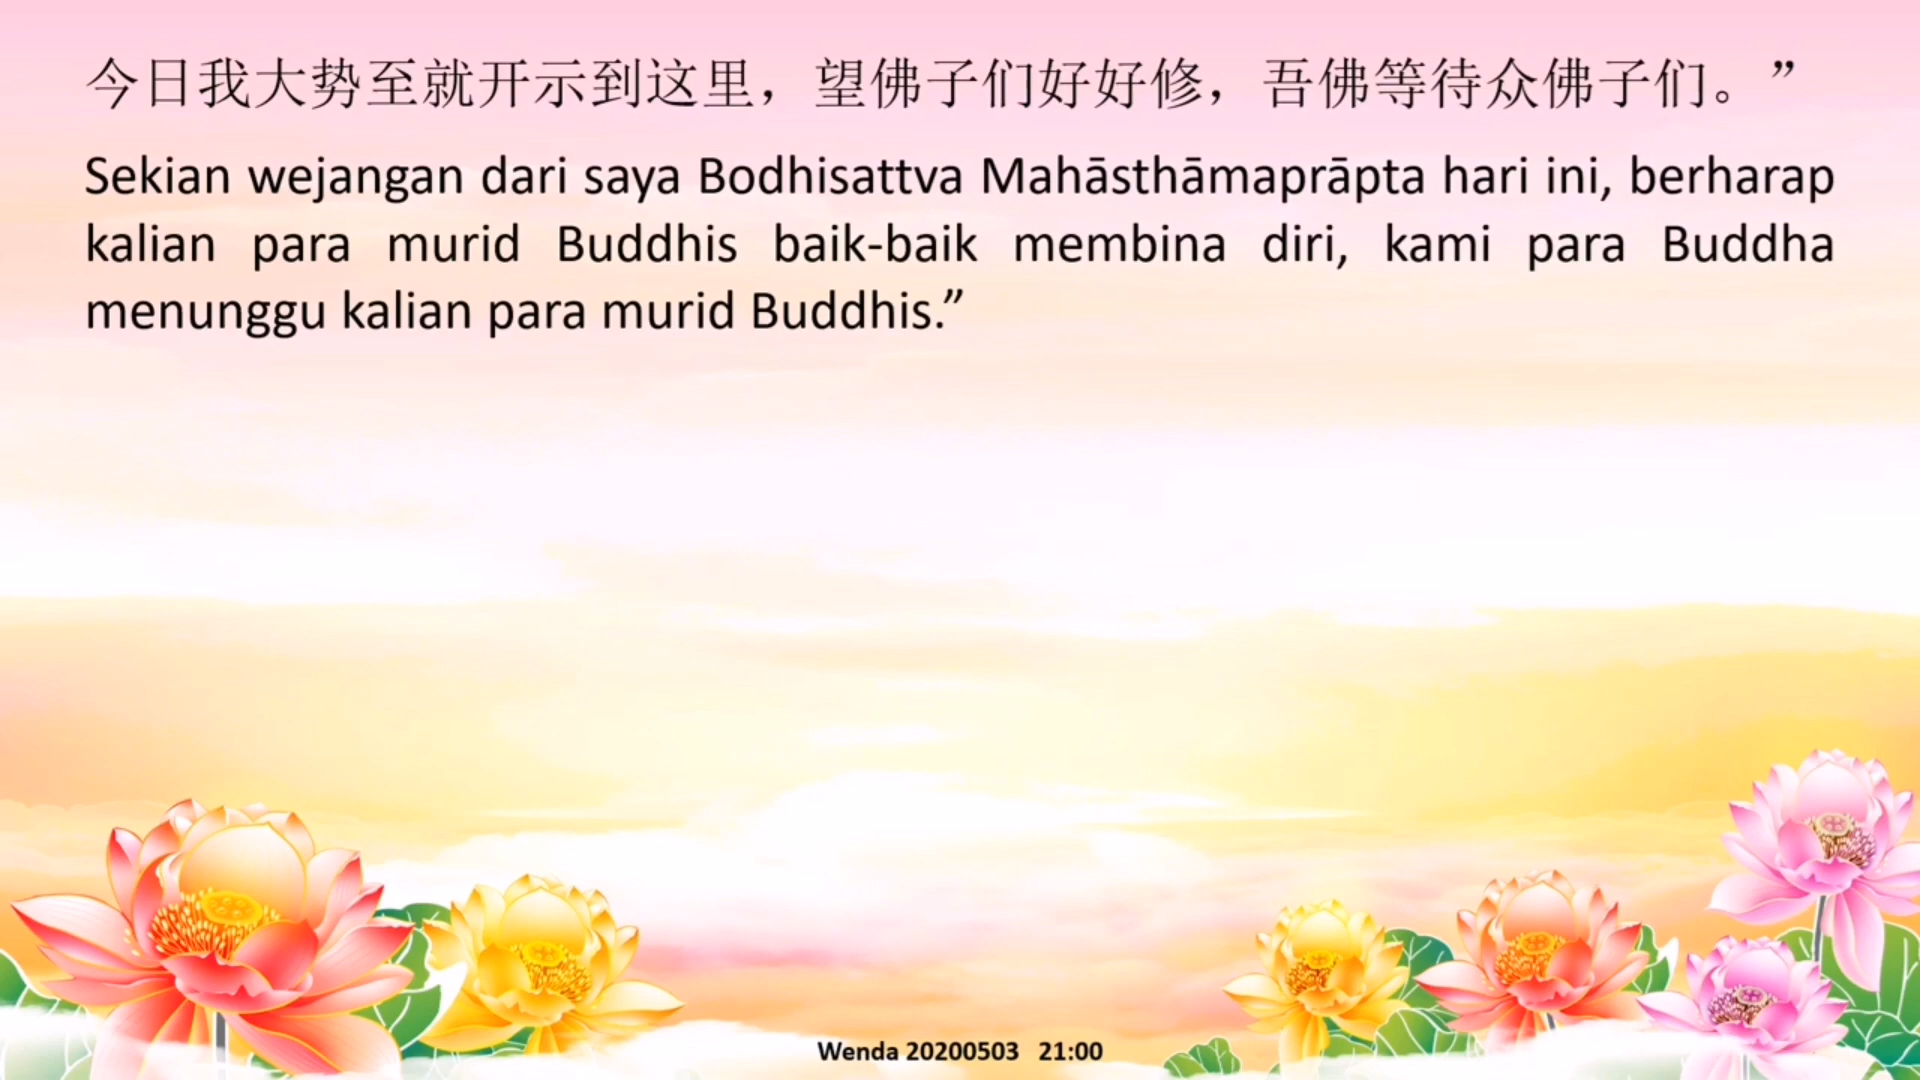 今日我大势至就开示到这里，望佛子们好好修，吾佛等待众佛子们。”
Sekian wejangan dari saya Bodhisattva Mahāsthāmaprāpta hari ini, berharap
kalian para murid Buddhis baik-baik membina diri, kami para Buddha
menunggu kalian para murid Buddhis.”
Wenda 20200503 21:00